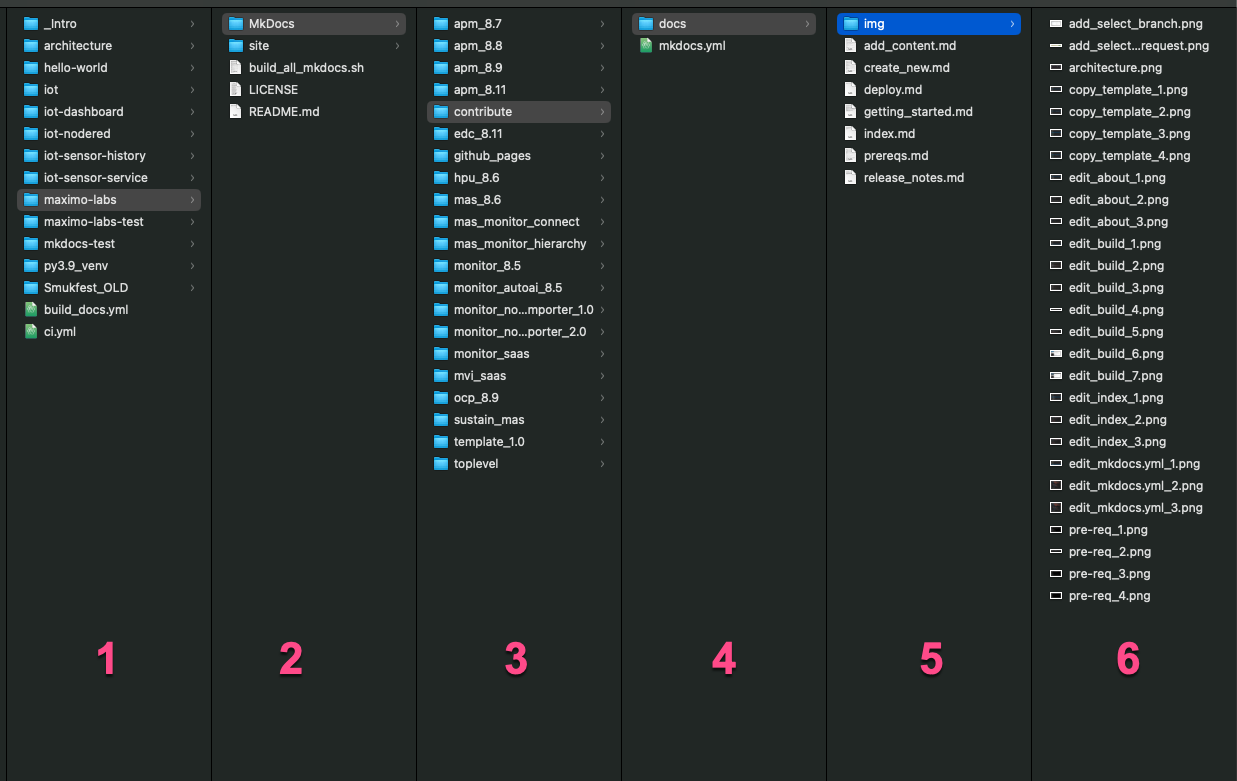 _Intro
architecture
hello-world
iot
iot-dashboard
iot-nodered
iot-sensor-history
iot-sensor-service
maximo-labs
maximo-labs-test
mkdocs-test
py3.9_venv
Smukfest_OLD
build_docs.yml
ci.yml
1
MkDocs
site
build_all_mkdocs.sh
LICENSE
README.md
2
apm_8.7
apm_8.8
apm_8.9
apm_8.11
contribute
edc_8.11
github_pages
hpu_8.6
mas_8.6
mas_monitor_connect
mas_monitor_hierarchy
monitor_8.5
monitor_autoai_8.5
monitor_no...mporter_1.0
monitor_no...porter_2.0
monitor_saas
mvi_saas
ocp_8.9
sustain_mas
template_1.0
toplevel
3
docs
mkdocs.yml
4
img
add_content.md
create_new.md
deploy.md
getting_started.md
index.md
prereqs.md
release_notes.md
5
add_select_branch.png
add_select...request.png
architecture.png
copy_template_1.png
copy_template_2.png
copy_template_3.png
copy_template_4.png
edit_about_1.png
edit_about_2.png
edit_about_3.png
edit_build_1.png
edit_build_2.png
edit_build_3.png
edit_build_4.png
edit_build_5.png
edit_build_6.png
edit_build_7.png
edit_index_1.png
edit_index_2.png
edit_index_3.png
edit_mkdocs.yml_1.png
edit_mkdocs.yml_2.png
edit_mkdocs.yml_3.png
pre-req_1.png
pre-req_2.png
pre-req_3.png
pre-req_4.png
6